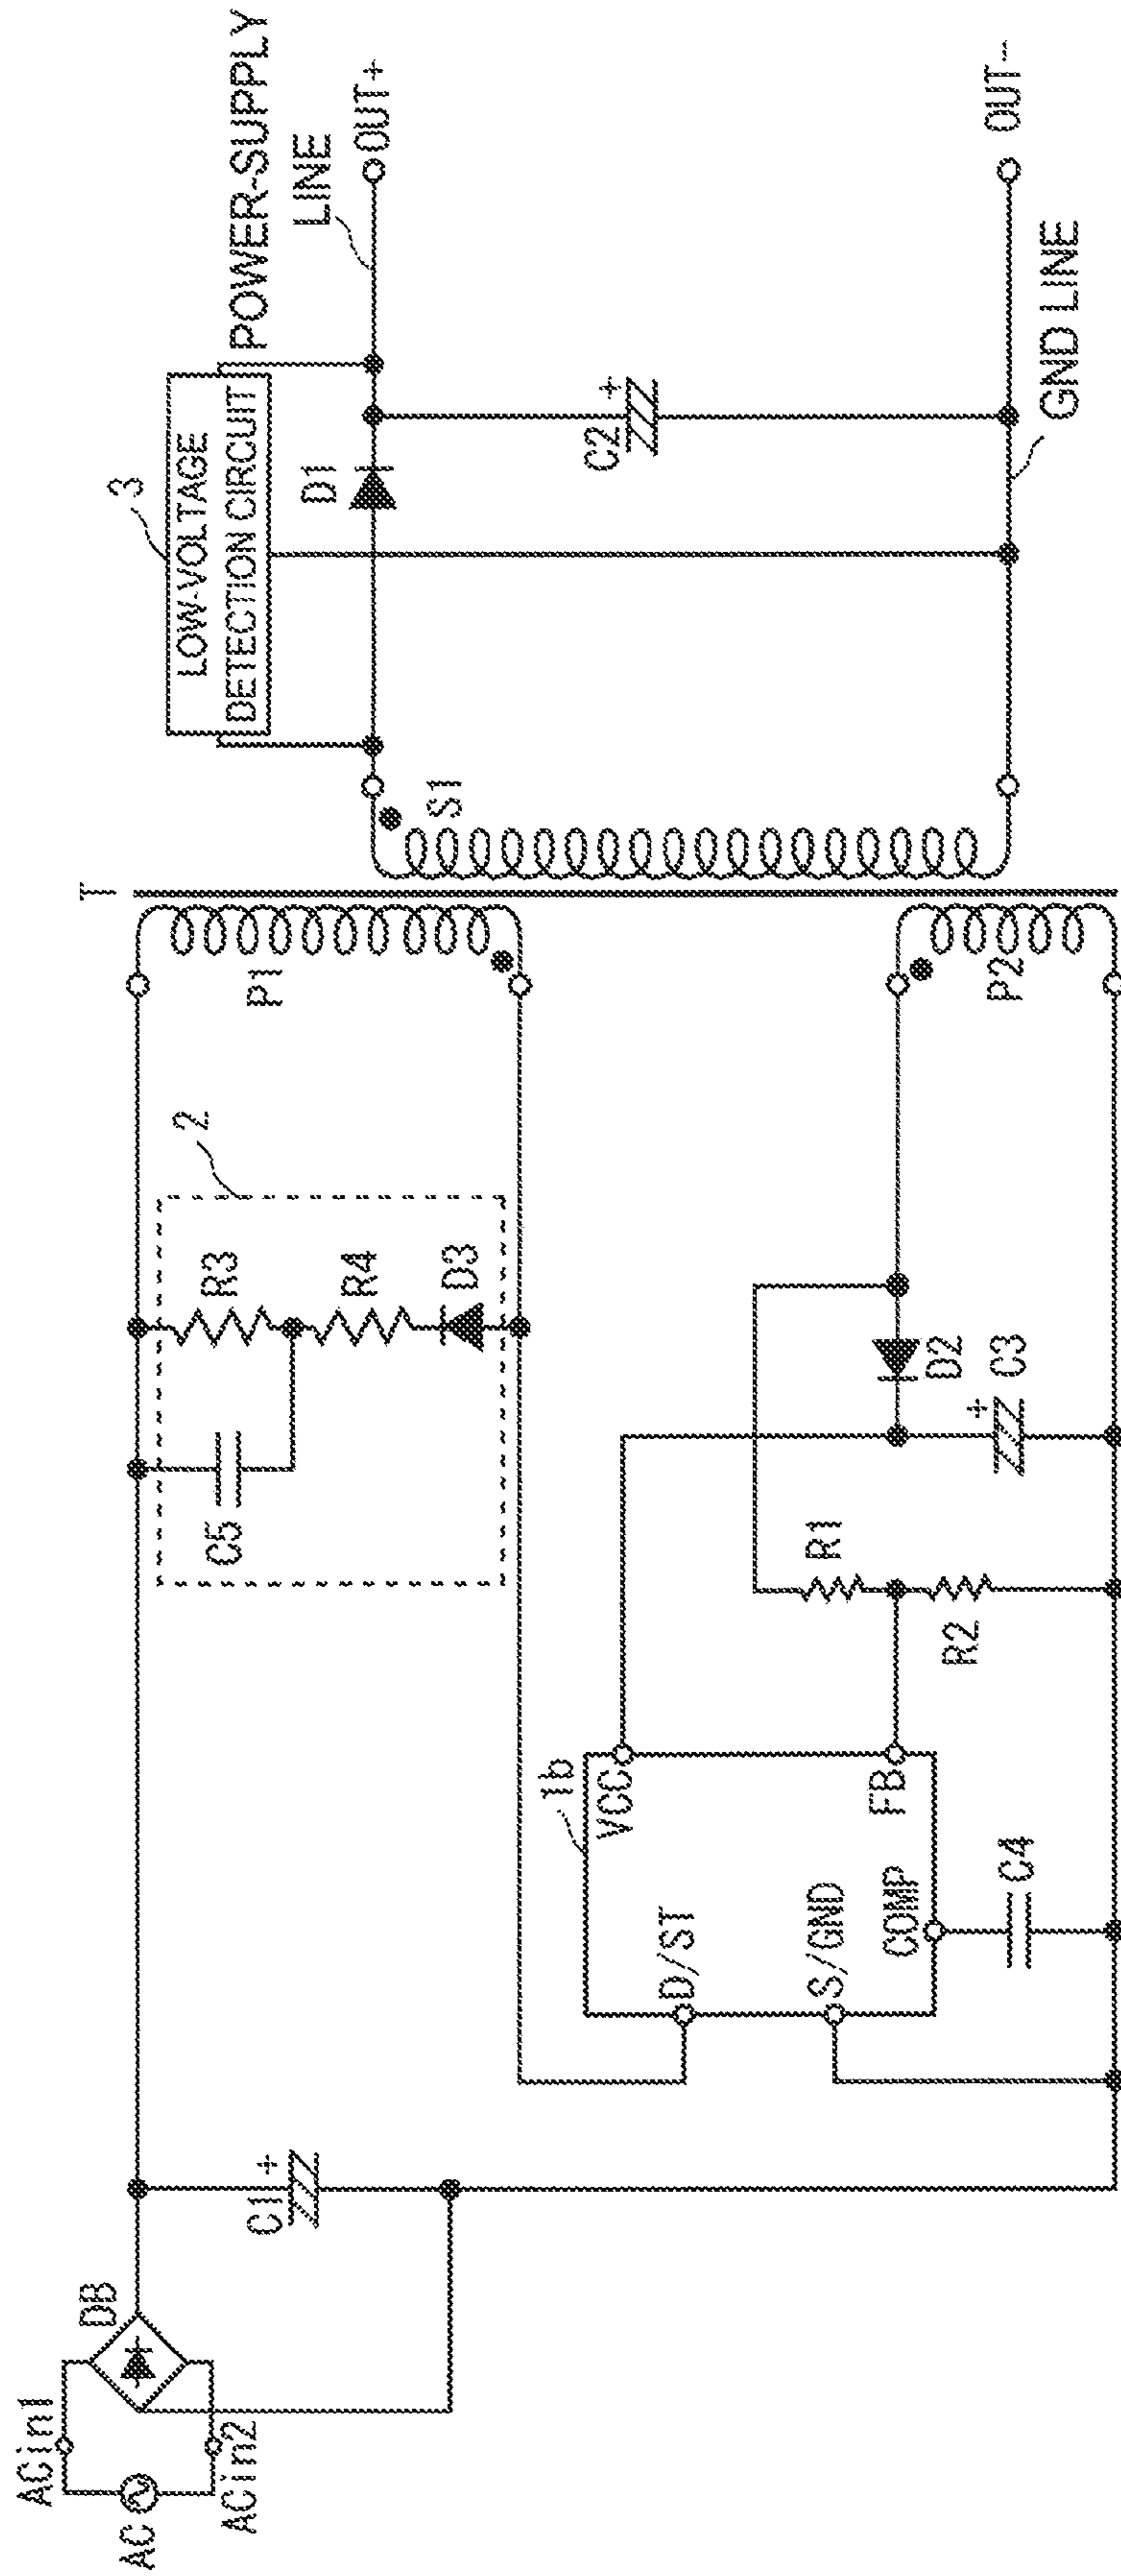 ACin1
AC
ACin2
DB
C1
+
C5
R3
R4
D3
2
P1
T
S1
3
LOW-VOLTAGE
DETECTION CIRCUIT
POWER-SUPPLY
LINE
OUT+
D1
C2
+
OUT-
GND LINE
1b
VCC
D/ST
S/GND
FB
COMP
C4
R1
R2
D2
+
C3
P2